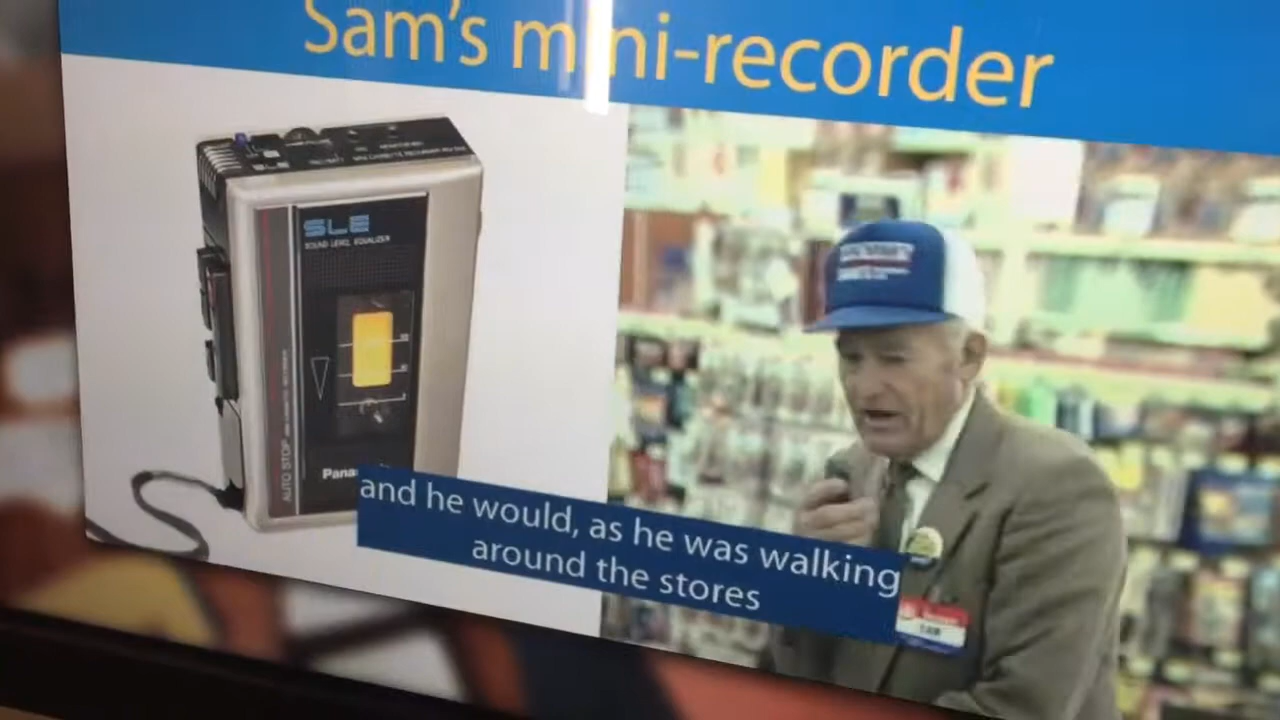 Sam's mini-recorder
SLE
SOUND LEVEL EQUALIZER
AUTO STOP
and he would, as he was walking
around the stores
SAM